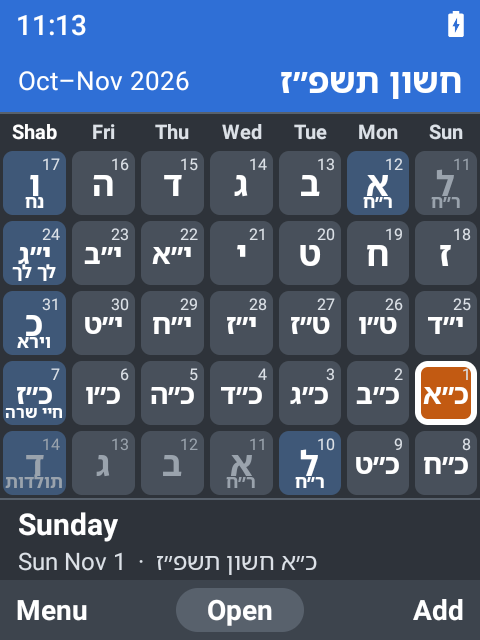 11:13
Oct–Nov 2026 חשון תשפ״ז
Shab Fri Thu Wed Tue Mon Sun
17 16 15 14 13 12 11
ו ה ד ג ב א ל
נח ר״ח ר״ח
24 23 22 21 20 19 18
י״ג י״ב י״א י ט ח ז
לך לך
31 30 29 28 27 26 25
כ י״ט י״ח י״ז ט״ז ט״ו י״ד
וירא
7 6 5 4 3 2 1
כ״ז כ״ו כ״ה כ״ד כ״ג כ״ב כ״א
חיי שרה
14 13 12 11 10 9 8
ד ג ב א ל כ״ט כ״ח
תולדות ר״ח ר״ח
Sunday
Sun Nov 1 · כ״א חשון תשפ״ז
Menu Open Add